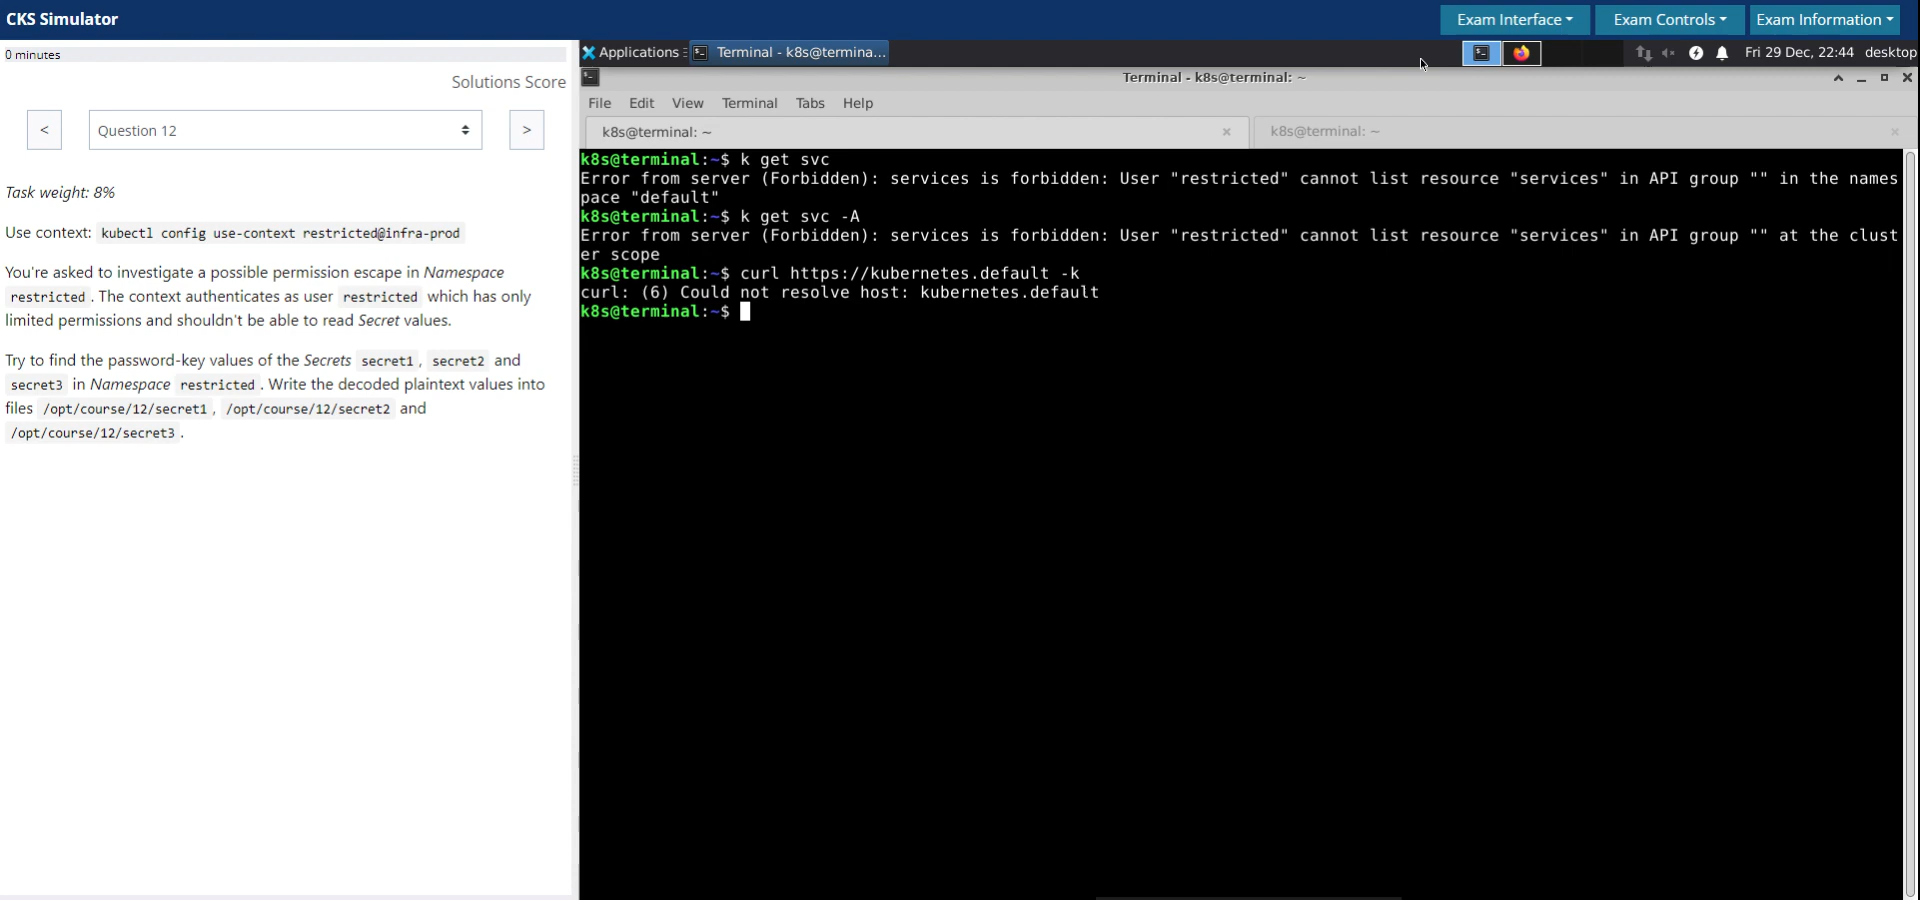 CKS Simulator
Exam Interface
Exam Controls
Exam Information
0 minutes
Solutions Score
<
Question 12
>
Task weight: 8%
Use context: kubectl config use-context restricted@infra-prod
You're asked to investigate a possible permission escape in Namespace
restricted . The context authenticates as user restricted which has only
limited permissions and shouldn't be able to read Secret values.
Try to find the password-key values of the Secrets secret1 , secret2 and
secret3 in Namespace restricted . Write the decoded plaintext values into
files /opt/course/12/secret1 , /opt/course/12/secret2 and
/opt/course/12/secret3 .
Applications
Terminal - k8s@termina...
Fri 29 Dec, 22:44 desktop
Terminal - k8s@terminal: ~
File Edit View Terminal Tabs Help
k8s@terminal: ~
k8s@terminal: ~
k8s@terminal:~$ k get svc
Error from server (Forbidden): services is forbidden: User "restricted" cannot list resource "services" in API group "" in the names
pace "default"
k8s@terminal:~$ k get svc -A
Error from server (Forbidden): services is forbidden: User "restricted" cannot list resource "services" in API group "" at the clust
er scope
k8s@terminal:~$ curl https://kubernetes.default -k
curl: (6) Could not resolve host: kubernetes.default
k8s@terminal:~$